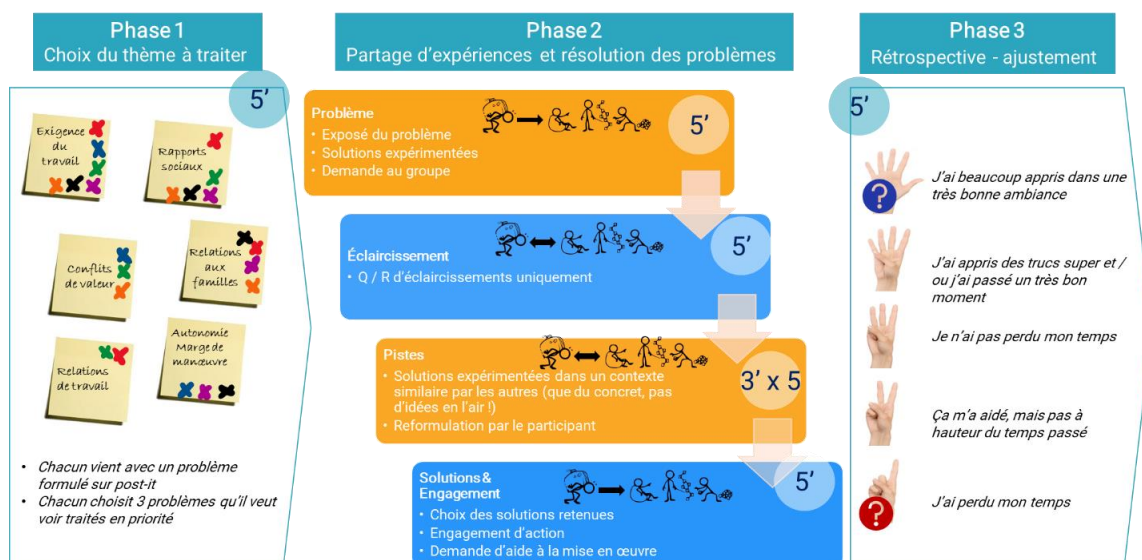 Phase 1
Choix du thème à traiter
5’
Exigence
du
travail
Rapports
sociaux
Conflits
de valeur
Relations
aux
familles
Relations
de travail
Autonomie
Marge de
manœuvre
• Chacun vient avec un problème
formulé sur post-it
• Chacun choisit 3 problèmes qu’il veut
voir traités en priorité
Phase 2
Partage d’expériences et résolution des problèmes
Problème
• Exposé du problème
• Solutions expérimentées
• Demande au groupe
5’
Éclaircissement
• Q / R d’éclaircissements uniquement
5’
Pistes
• Solutions expérimentées dans un contexte
similaire par les autres (que du concret, pas
d’idées en l’air !)
• Reformulation par le participant
3’ x 5
Solutions &
Engagement
• Choix des solutions retenues
• Engagement d’action
• Demande d’aide à la mise en œuvre
5’
Phase 3
Rétrospective - ajustement
5’
?
J’ai beaucoup appris dans une
très bonne ambiance
J’ai appris des trucs super et /
ou j’ai passé un très bon
moment
Je n’ai pas perdu mon temps
Ça m’a aidé, mais pas à
hauteur du temps passé
?
J’ai perdu mon temps